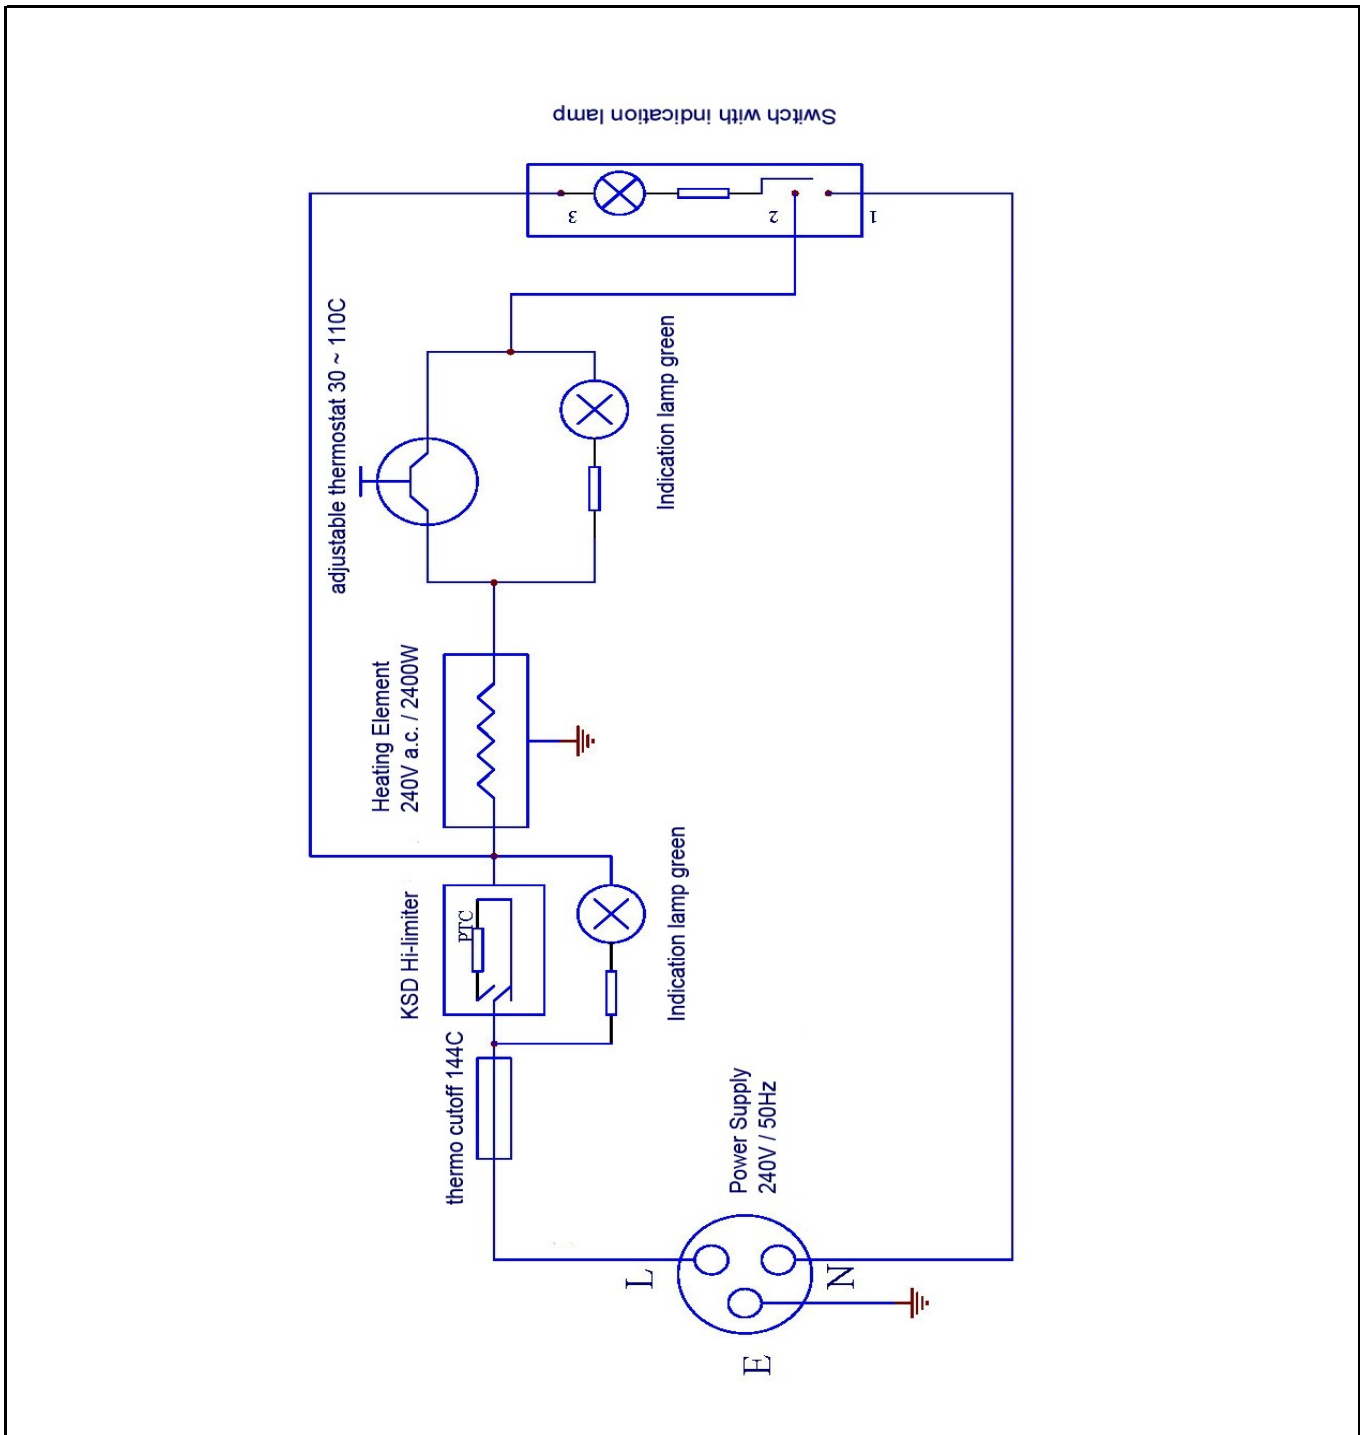 Switch with indication lamp
3
2
1
adjustable thermostat 30 ~ 110C
Indication lamp green
Heating Element
240V a.c. / 2400W
KSD Hi-limiter
PTC
Indication lamp green
thermo cutoff 144C
Power Supply
240V / 50Hz
L
N
E